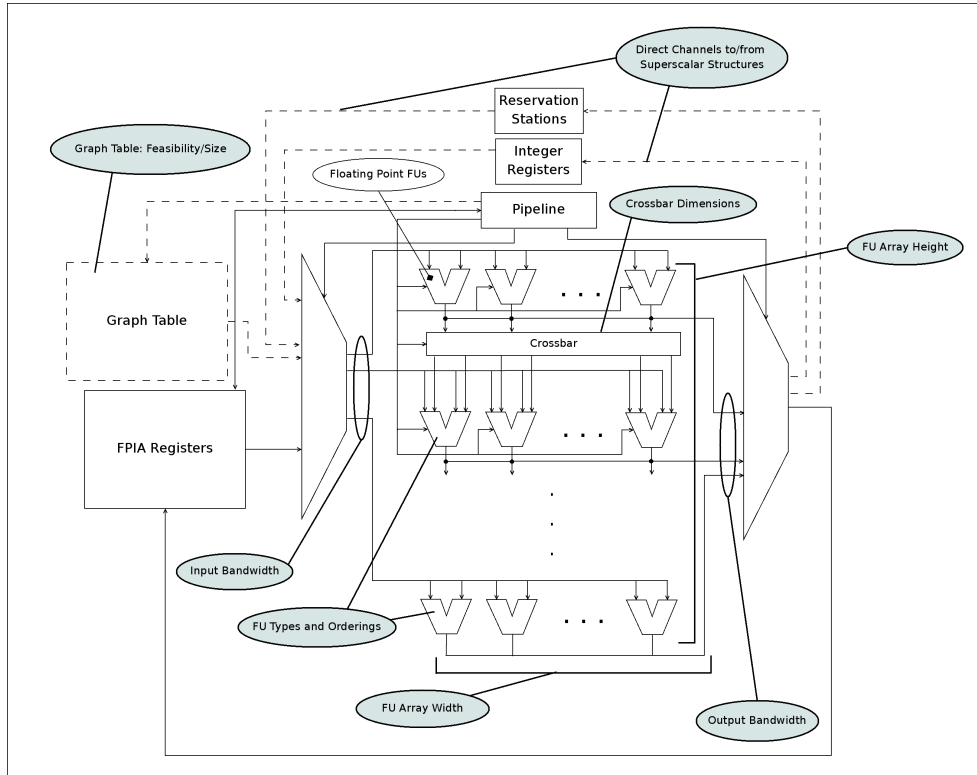 Direct Channels to/from
Superscalar Structures
Reservation
Stations
Graph Table: Feasibility/Size
Integer
Registers
Floating Point FUs
Pipeline
Crossbar Dimensions
FU Array Height
Graph Table
Crossbar
FPIA Registers
Input Bandwidth
FU Types and Orderings
FU Array Width
Output Bandwidth